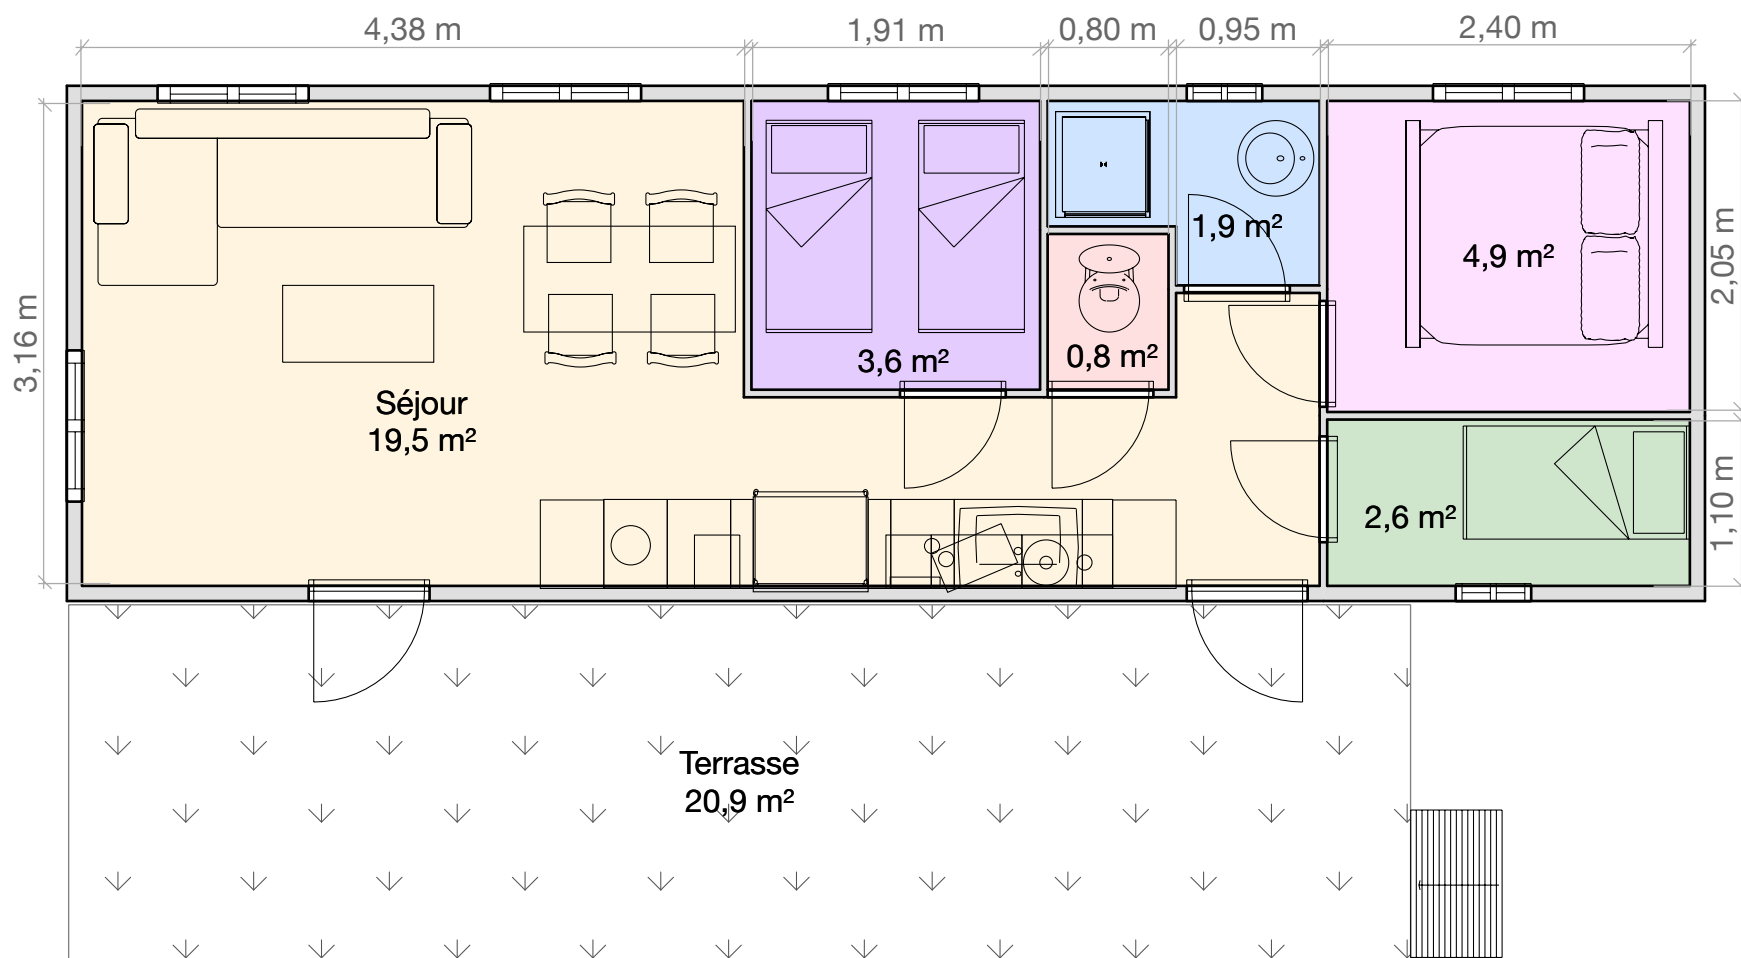 4,38 m
1,91 m
0,80 m
0,95 m
2,40 m
3,16 m
2,05 m
1,10 m
1,9 m²
4,9 m²
3,6 m²
0,8 m²
Séjour
19,5 m²
2,6 m²
Terrasse
20,9 m²